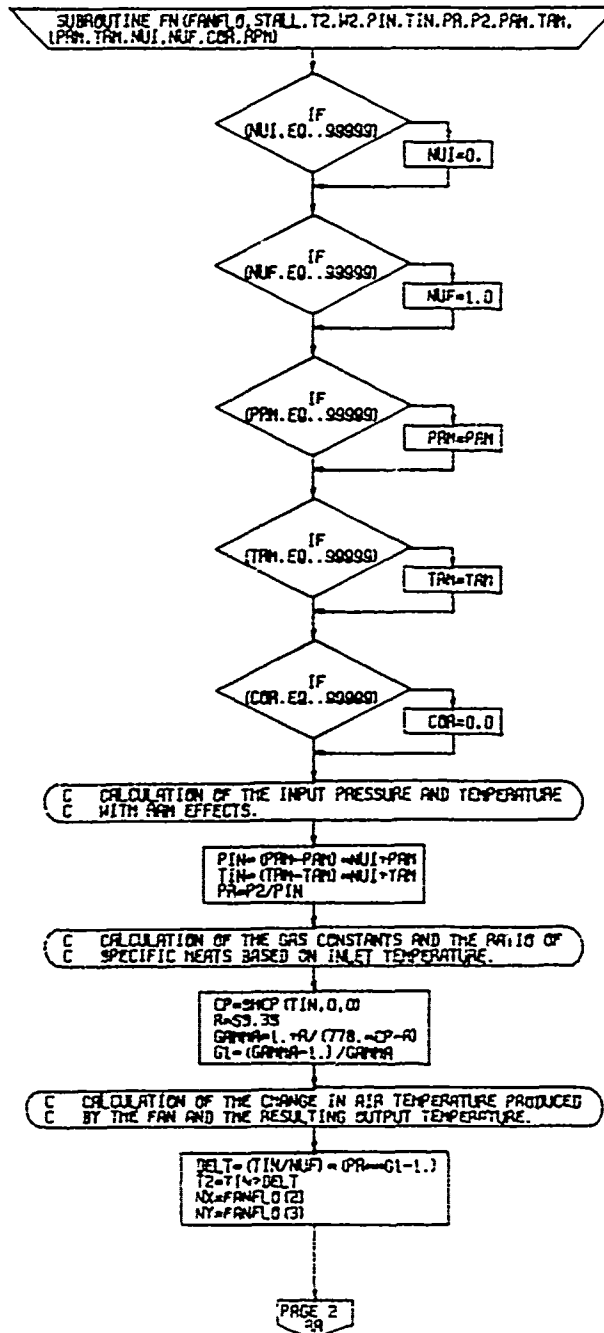 SUBROUTINE FN(FANFLO,STALL,T2,W2,PIN,TIN,PR,P2,PAM,TAM,
(PRM,TRM,NUI,NUF,COR,RPM)
IF
(NUI.EQ..99999)
NUI=0.
IF
(NUF.EQ..99999)
NUF=1.0
IF
(PRM.EQ..99999)
PRM=PAM
IF
(TRM.EQ..99999)
TRM=TAM
IF
(COR.EQ..99999)
COR=0.0
C CALCULATION OF THE INPUT PRESSURE AND TEMPERATURE
C WITH RAM EFFECTS.
PIN=(PRM-PAM)*NUI+PAM
TIN=(TRM-TAM)*NUI+TAM
PR=P2/PIN
C CALCULATION OF THE GAS CONSTANTS AND THE RATIO OF
C SPECIFIC HEATS BASED ON INLET TEMPERATURE.
CP=SHCP(TIN,0,0)
R=53.35
GAMMA=1.+R/(778.*CP-R)
G1=(GAMMA-1.)/GAMMA
C CALCULATION OF THE CHANGE IN AIR TEMPERATURE PRODUCED
C BY THE FAN AND THE RESULTING OUTPUT TEMPERATURE.
DELT=(TIN/NUF)*(PR**G1-1.)
T2=TIN+DELT
NX=FANFLO(2)
NY=FANFLO(3)
PAGE 2